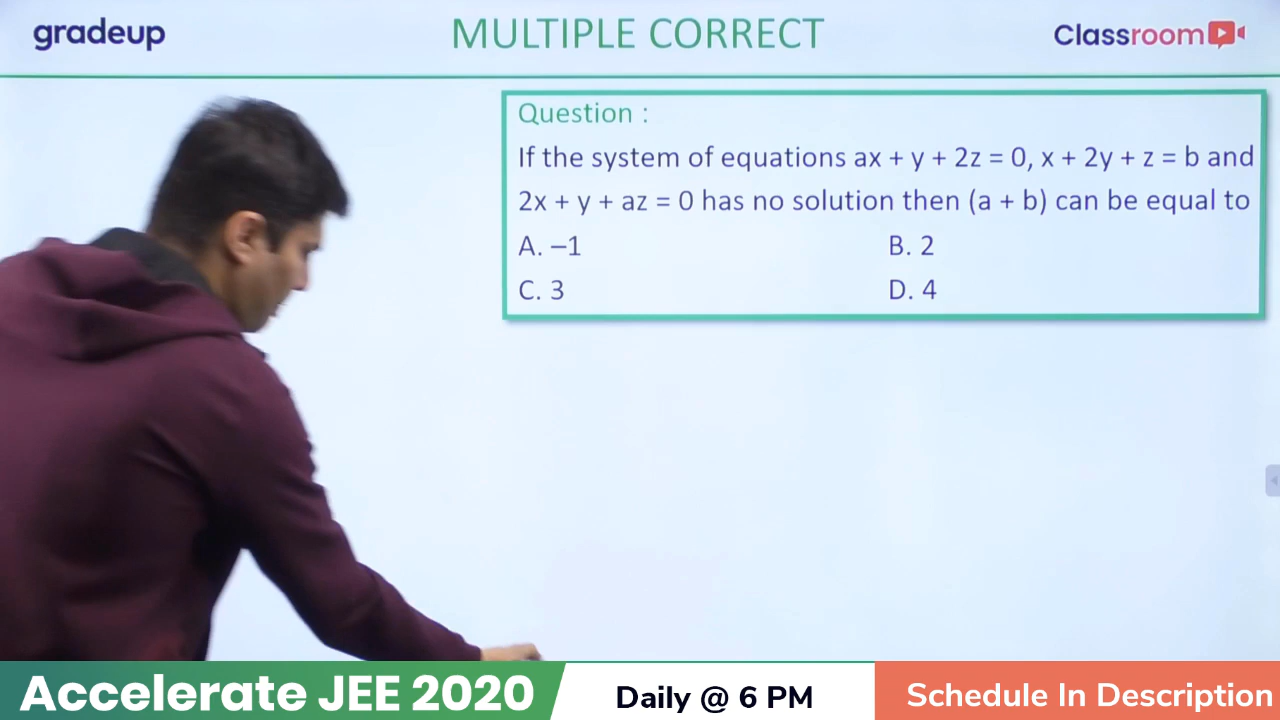 gradeup
MULTIPLE CORRECT
Classroom
Question :
If the system of equations ax + y + 2z = 0, x + 2y + z = b and
2x + y + az = 0 has no solution then (a + b) can be equal to
A. –1
B. 2
C. 3
D. 4
Accelerate JEE 2020
Daily @ 6 PM
Schedule In Description